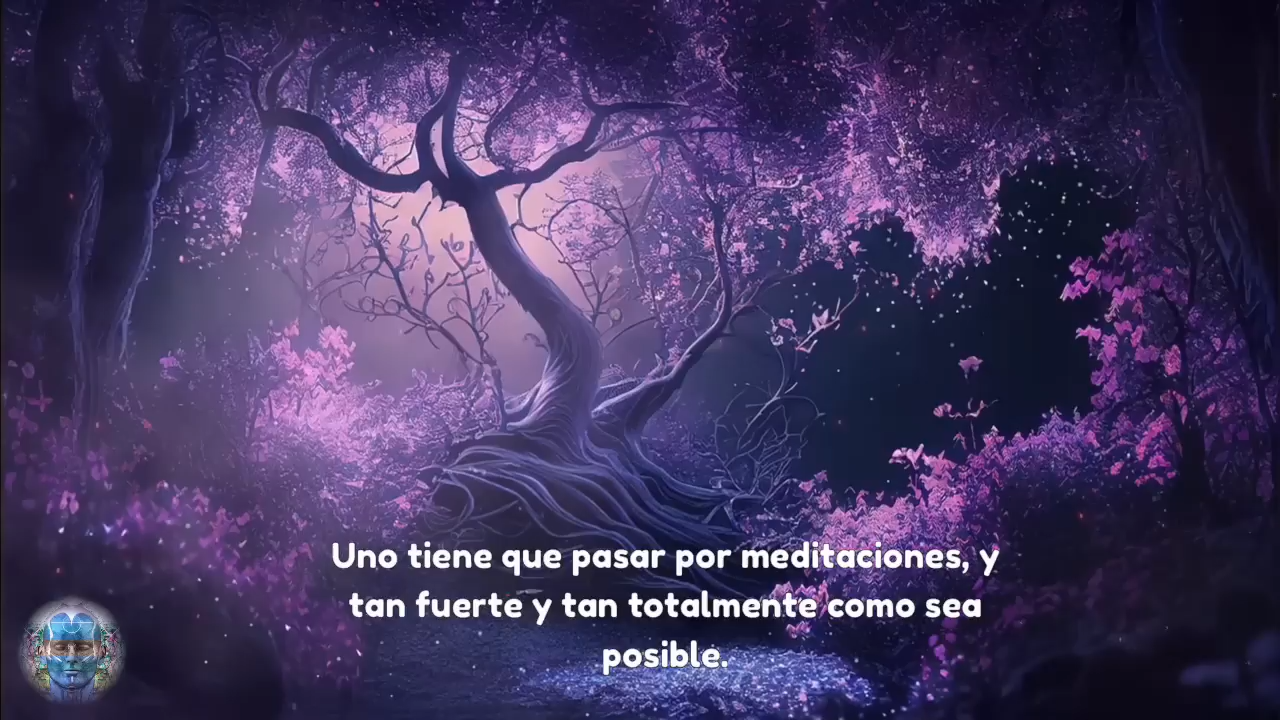 Uno tiene que pasar por meditaciones, y
tan fuerte y tan totalmente como sea
posible.